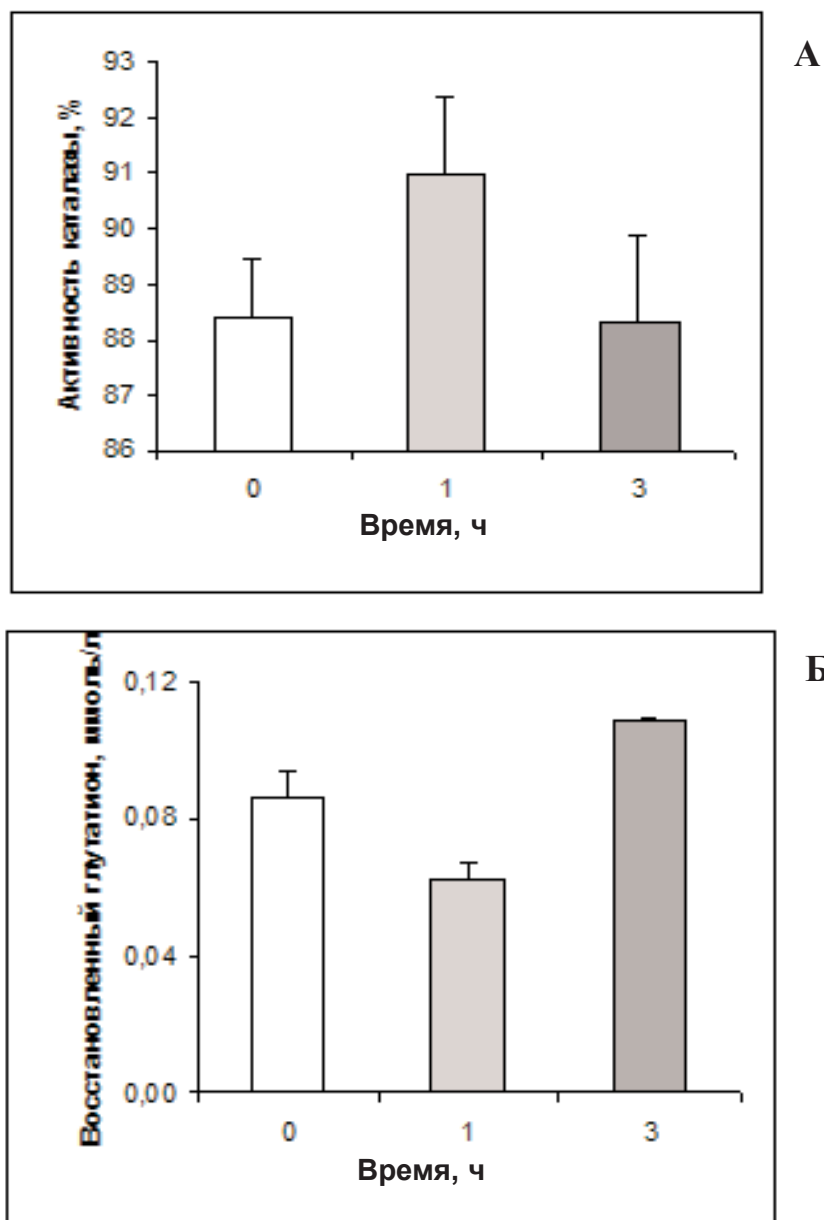 А
Активность каталазы, %
93
92
91
90
89
88
87
86
0 1 3
Время, ч
Б
Восстановленный глутатион, ммоль/л
0,12
0,08
0,04
0,00
0 1 3
Время, ч